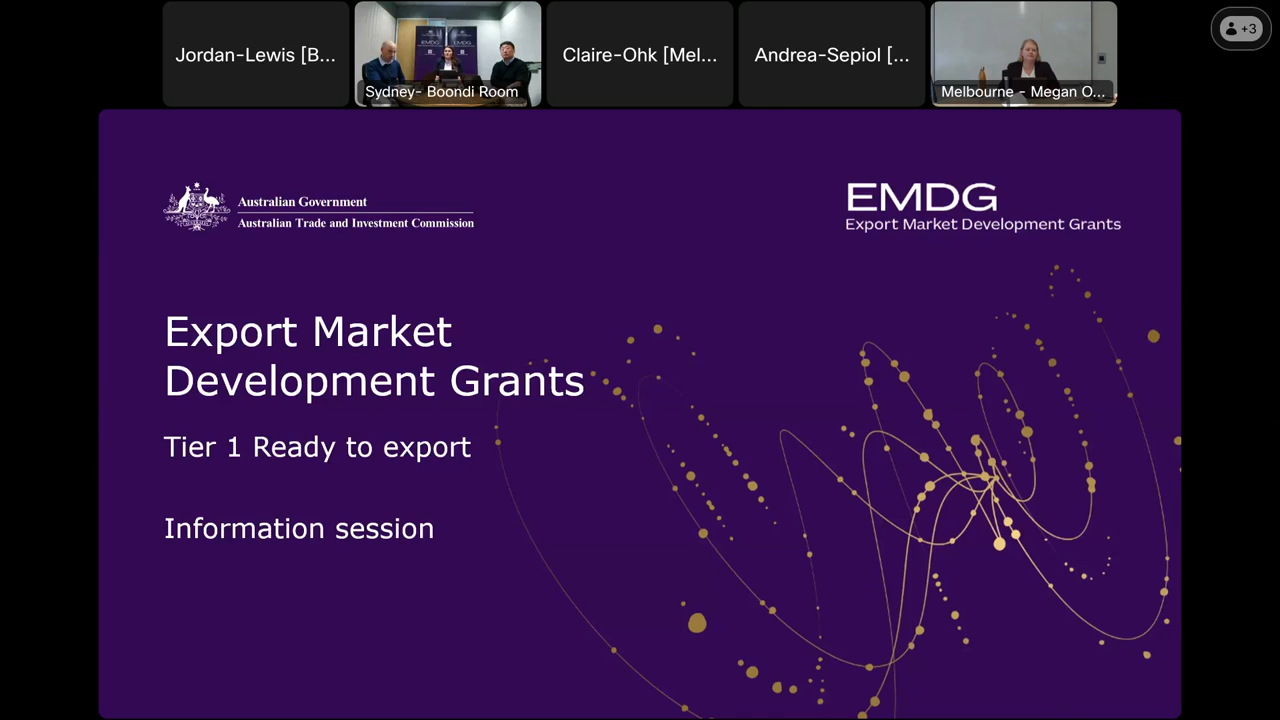 Jordan-Lewis [B...
Sydney- Boondi Room
Claire-Ohk [Mel...
Andrea-Sepiol [...
Melbourne - Megan O...
+3
Australian Government
Australian Trade and Investment Commission
EMDG
Export Market Development Grants
Export Market
Development Grants
Tier 1 Ready to export
Information session